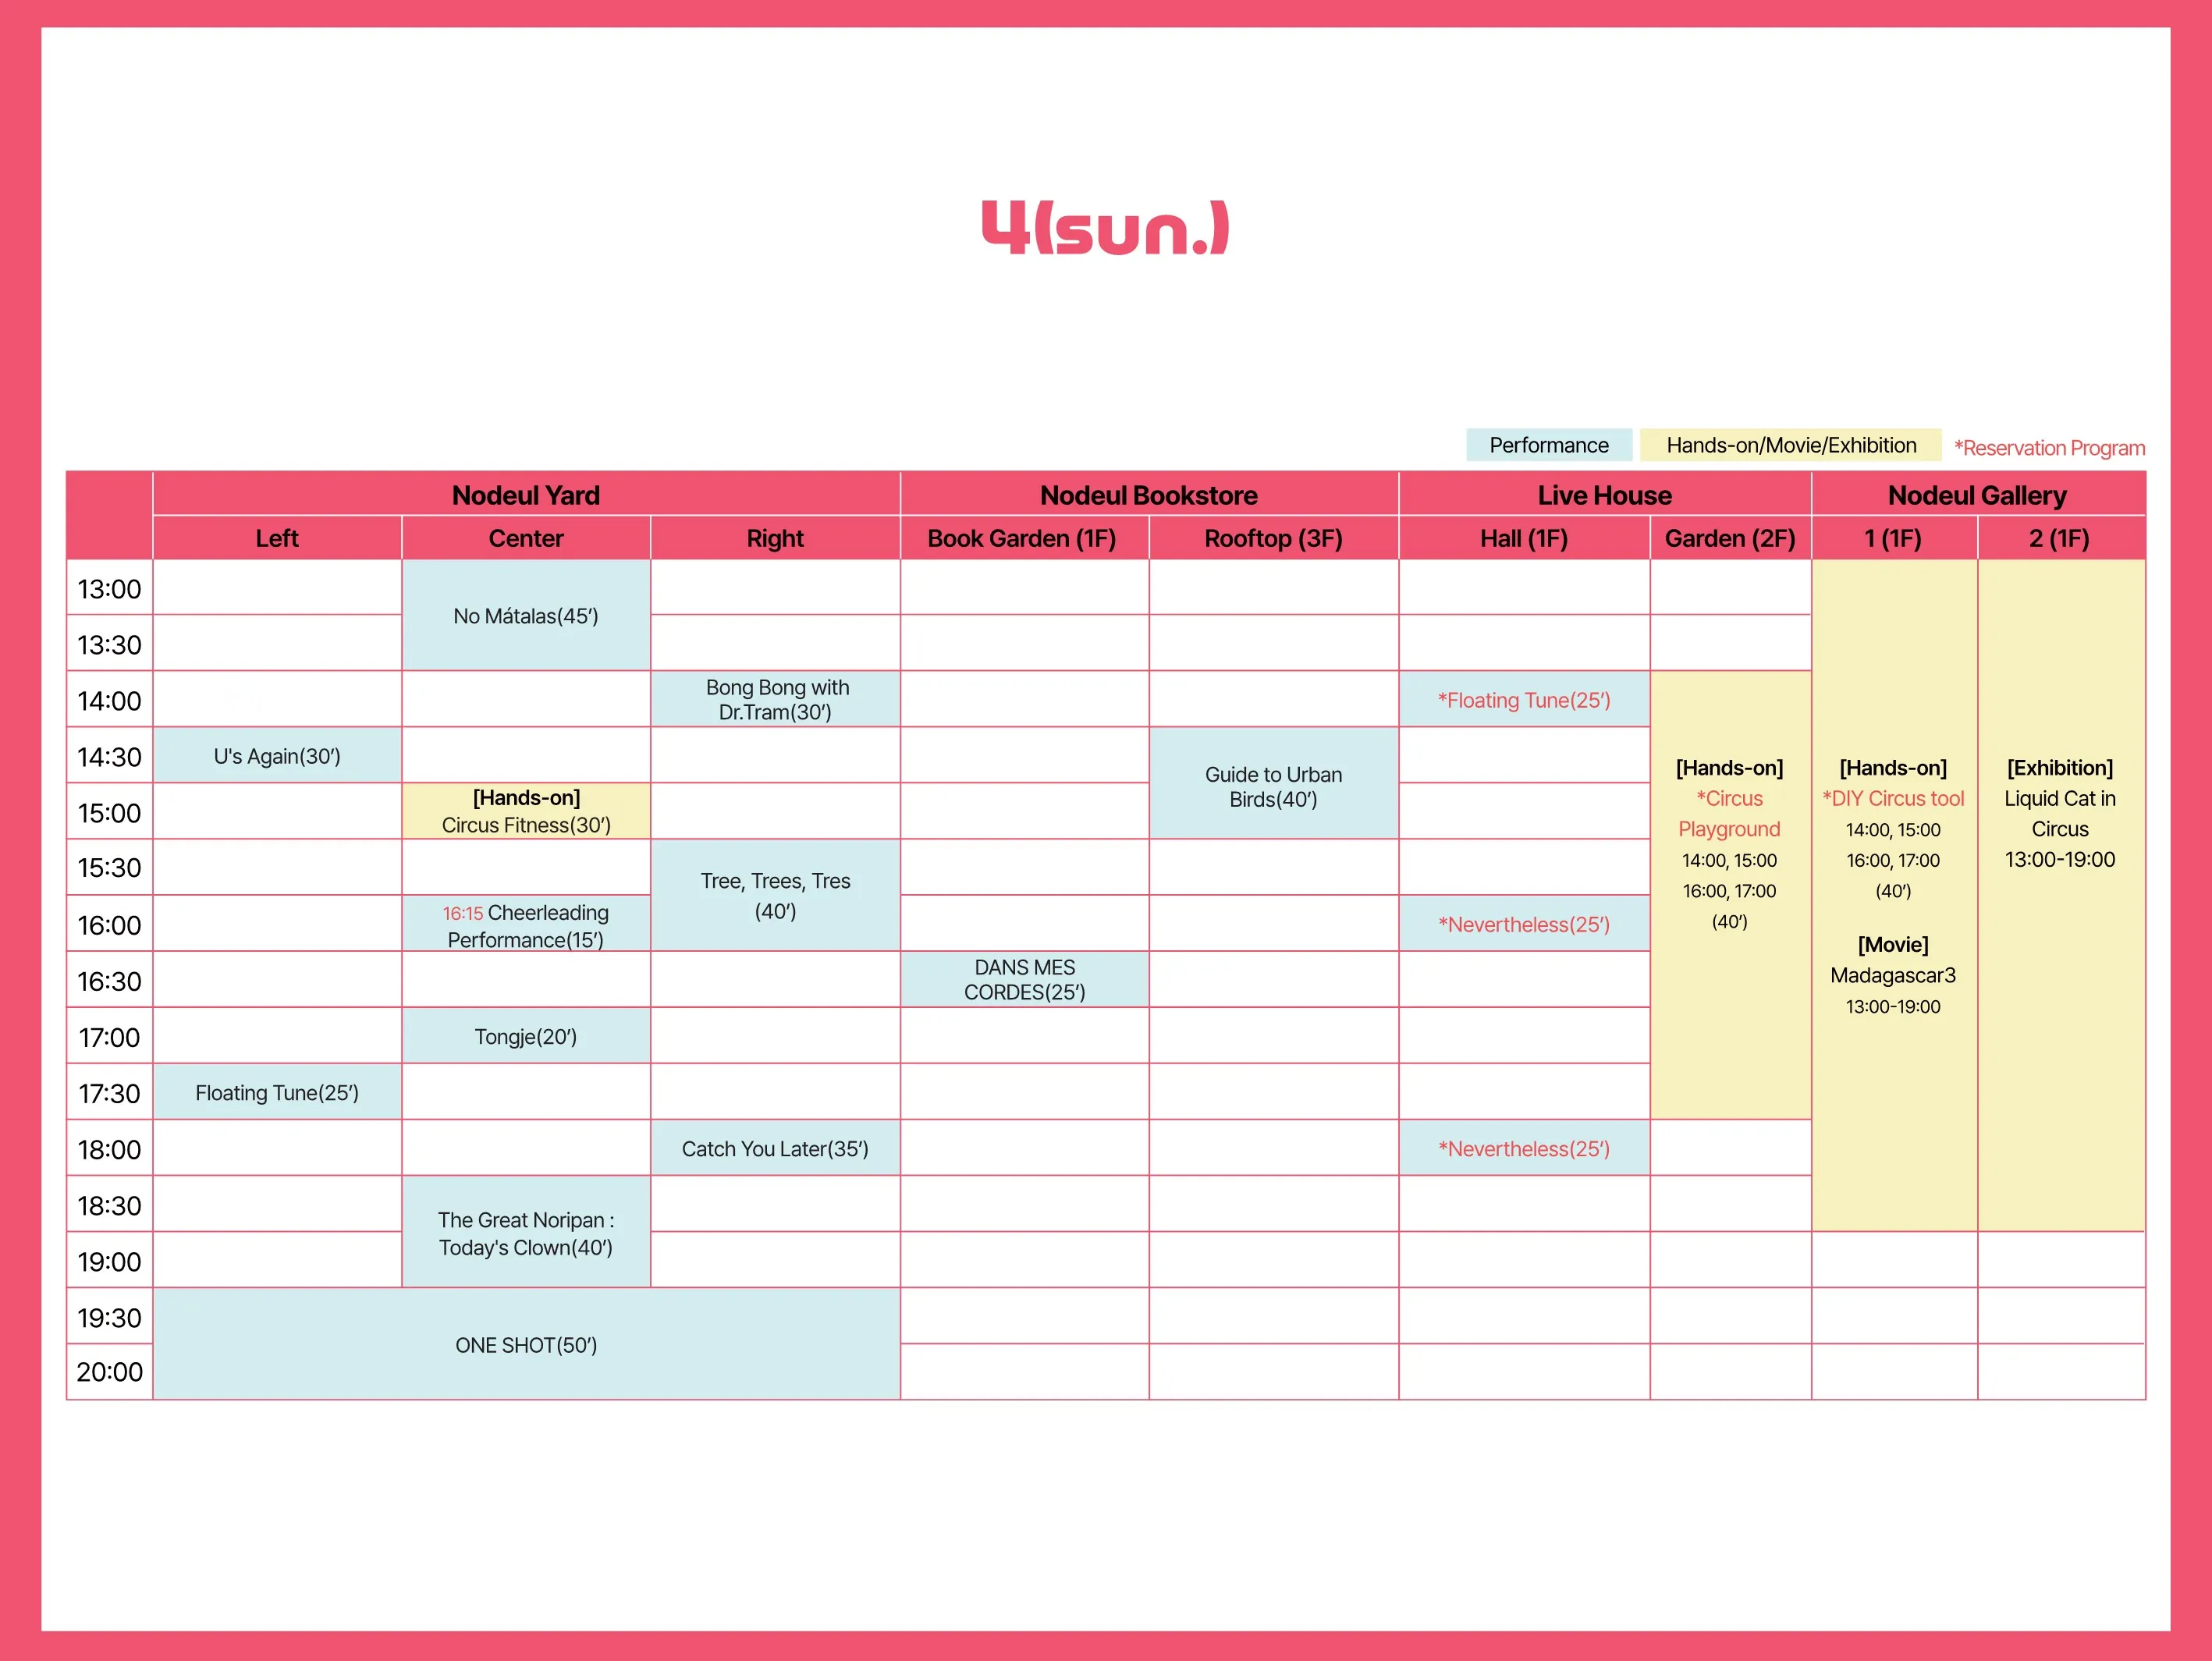 4(sun.)
Performance
Hands-on/Movie/Exhibition
*Reservation Program
Nodeul Yard
Nodeul Bookstore
Live House
Nodeul Gallery
Left
Center
Right
Book Garden (1F)
Rooftop (3F)
Hall (1F)
Garden (2F)
1 (1F)
2 (1F)
13:00
No Mátalas(45’)
13:30
14:00
Bong Bong with
Dr.Tram(30’)
*Floating Tune(25’)
14:30
U's Again(30’)
Guide to Urban
Birds(40’)
[Hands-on]
*Circus
Playground
14:00, 15:00
16:00, 17:00
(40’)
[Hands-on]
*DIY Circus tool
14:00, 15:00
16:00, 17:00
(40’)
[Movie]
Madagascar3
13:00-19:00
[Exhibition]
Liquid Cat in
Circus
13:00-19:00
15:00
[Hands-on]
Circus Fitness(30’)
15:30
Tree, Trees, Tres
(40’)
16:00
16:15 Cheerleading
Performance(15’)
*Nevertheless(25’)
16:30
DANS MES
CORDES(25’)
17:00
Tongje(20’)
17:30
Floating Tune(25’)
18:00
Catch You Later(35’)
*Nevertheless(25’)
18:30
The Great Noripan :
Today's Clown(40’)
19:00
19:30
ONE SHOT(50’)
20:00